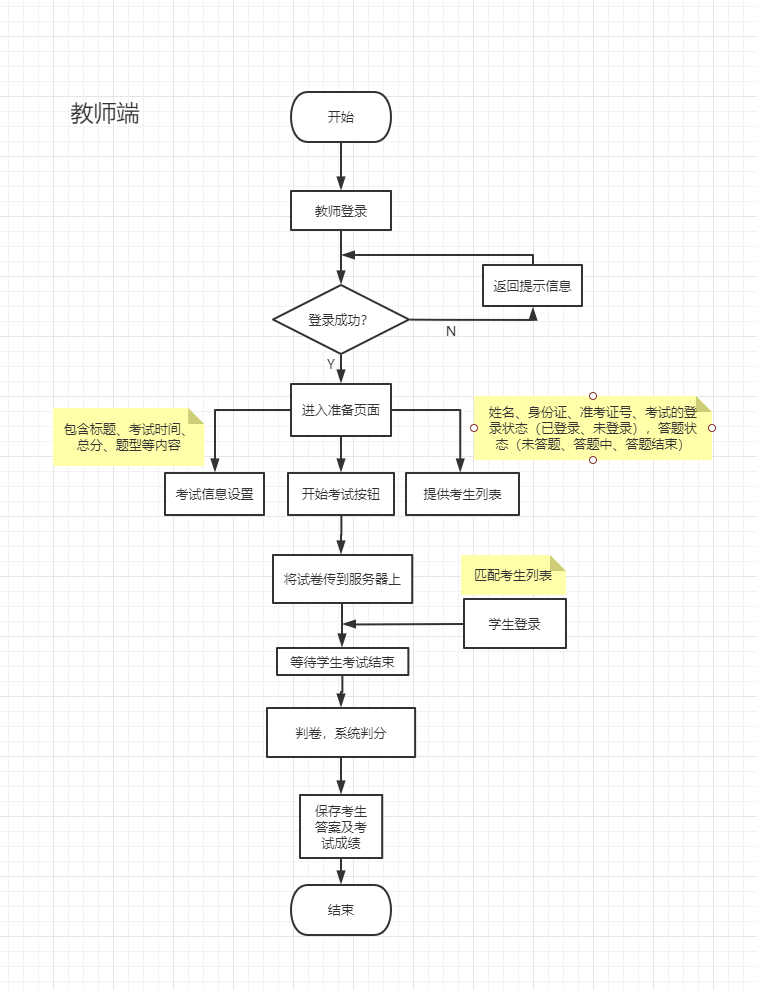 教师端
开始
教师登录
返回提示信息
登录成功?
N
Y
进入准备页面
包含标题、考试时间、
总分、题型等内容
姓名、身份证、准考证号、考试的登
录状态（已登录、未登录），答题状
态（未答题、答题中、答题结束）
考试信息设置
开始考试按钮
提供考生列表
将试卷传到服务器上
匹配考生列表
学生登录
等待学生考试结束
判卷，系统判分
保存考生
答案及考
试成绩
结束